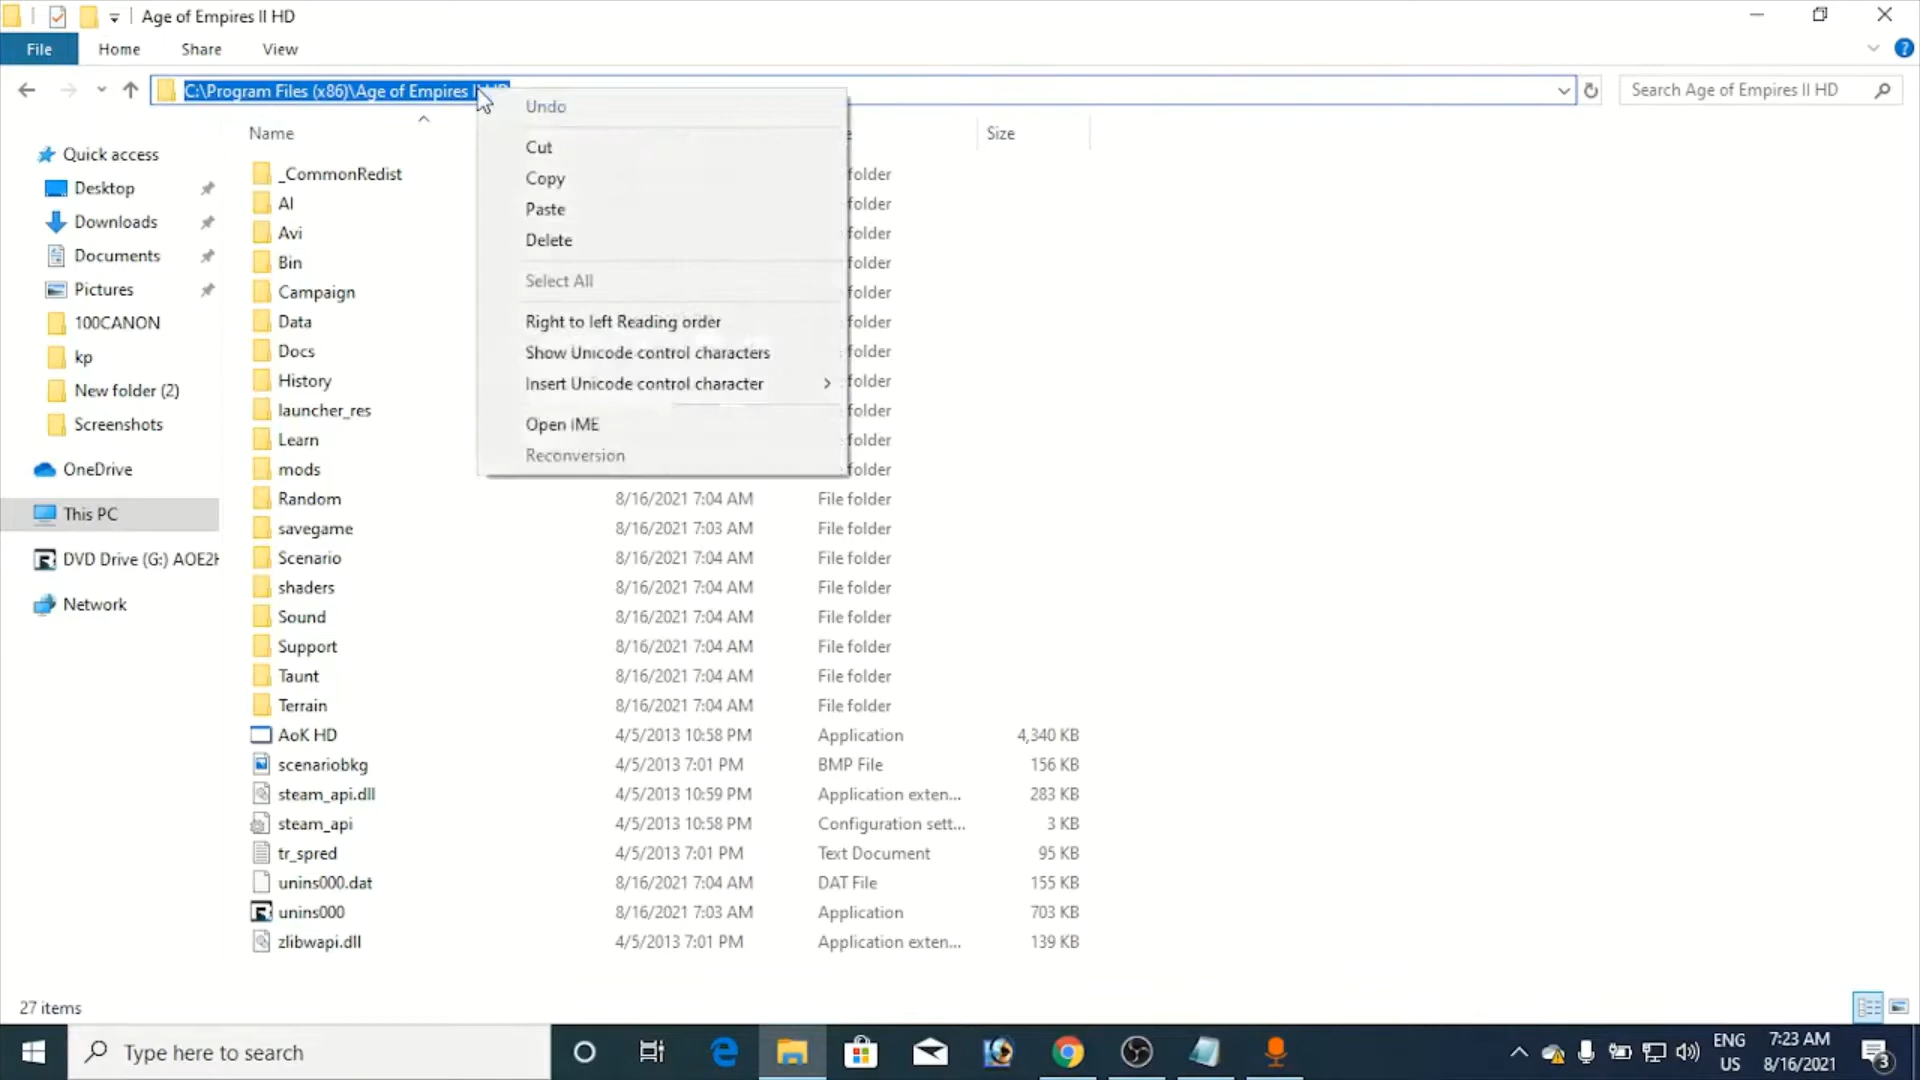 Age of Empires II HD
File Home Share View
C:\Program Files (x86)\Age of Empires II HD
Search Age of Empires II HD
Undo
Cut
Copy
Paste
Delete
Select All
Right to left Reading order
Show Unicode control characters
Insert Unicode control character
Open IME
Reconversion
Quick access
Desktop
Downloads
Documents
Pictures
100CANON
kp
New folder (2)
Screenshots
OneDrive
This PC
DVD Drive (G:) AOE2H
Network
Name e Size
_CommonRedist folder
AI folder
Avi folder
Bin folder
Campaign folder
Data folder
Docs folder
History folder
launcher_res folder
Learn folder
mods folder
Random 8/16/2021 7:04 AM File folder
savegame 8/16/2021 7:03 AM File folder
Scenario 8/16/2021 7:04 AM File folder
shaders 8/16/2021 7:04 AM File folder
Sound 8/16/2021 7:04 AM File folder
Support 8/16/2021 7:04 AM File folder
Taunt 8/16/2021 7:04 AM File folder
Terrain 8/16/2021 7:04 AM File folder
AoK HD 4/5/2013 10:58 PM Application 4,340 KB
scenariobkg 4/5/2013 7:01 PM BMP File 156 KB
steam_api.dll 4/5/2013 10:59 PM Application exten... 283 KB
steam_api 4/5/2013 10:58 PM Configuration sett... 3 KB
tr_spred 4/5/2013 7:01 PM Text Document 95 KB
unins000.dat 8/16/2021 7:04 AM DAT File 155 KB
unins000 8/16/2021 7:03 AM Application 703 KB
zlibwapi.dll 4/5/2013 7:01 PM Application exten... 139 KB
27 items
Type here to search
ENG
US
7:23 AM
8/16/2021
3